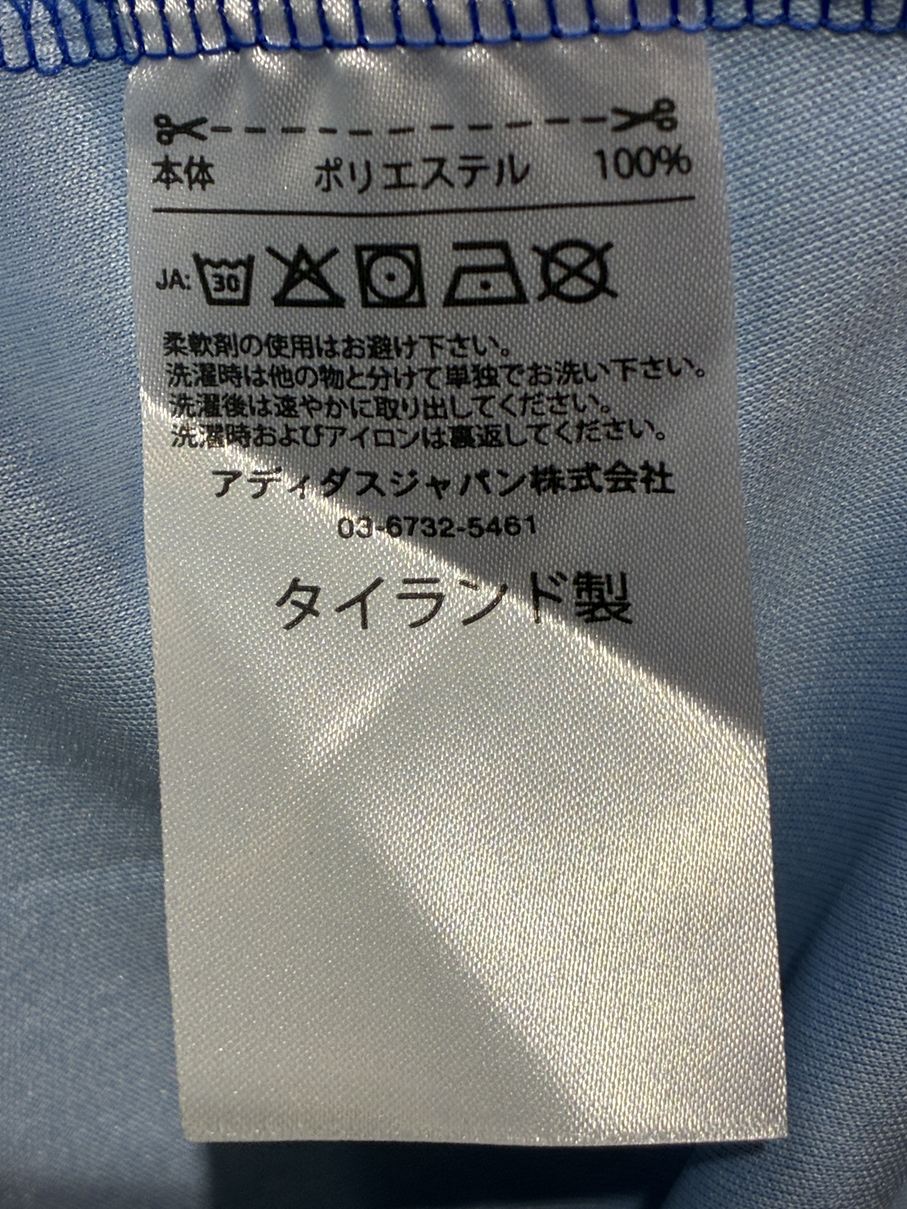 本体 ポリエステル 100%
JA: 30
柔軟剤の使用はお避け下さい。
洗濯時は他の物と分けて単独でお洗い下さい。
洗濯後は速やかに取り出してください。
洗濯時およびアイロンは裏返してください。
アディダスジャパン株式会社
03-6732-5461
タイランド製